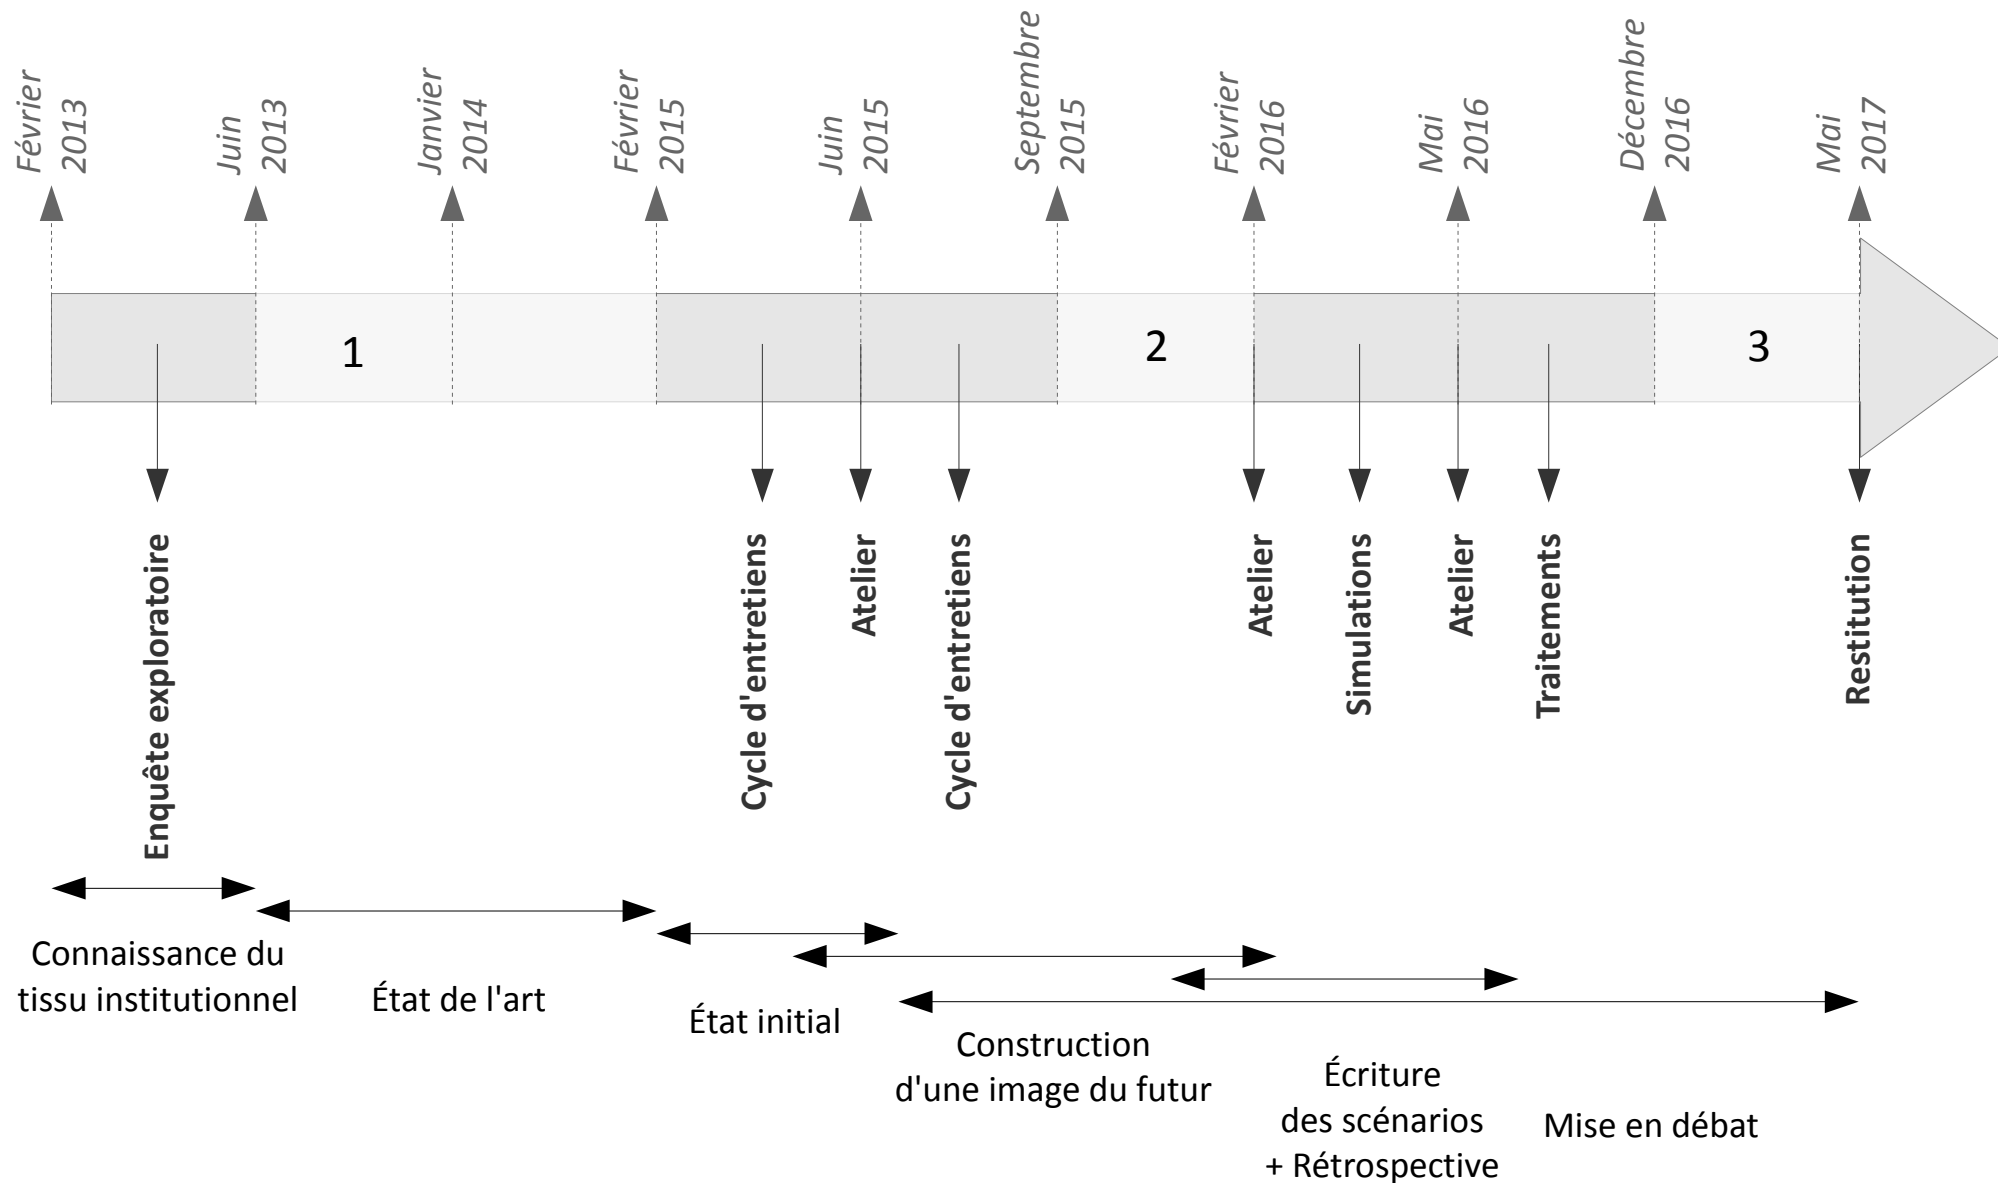 Février
2013
Juin
2013
Janvier
2014
Février
2015
Juin
2015
Septembre
2015
Février
2016
Mai
2016
Décembre
2016
Mai
2017
1
2
3
Enquête exploratoire
Cycle d'entretiens
Atelier
Cycle d'entretiens
Atelier
Simulations
Atelier
Traitements
Restitution
Connaissance du
tissu institutionnel
État de l'art
État initial
Construction
d'une image du futur
Écriture
des scénarios
+ Rétrospective
Mise en débat